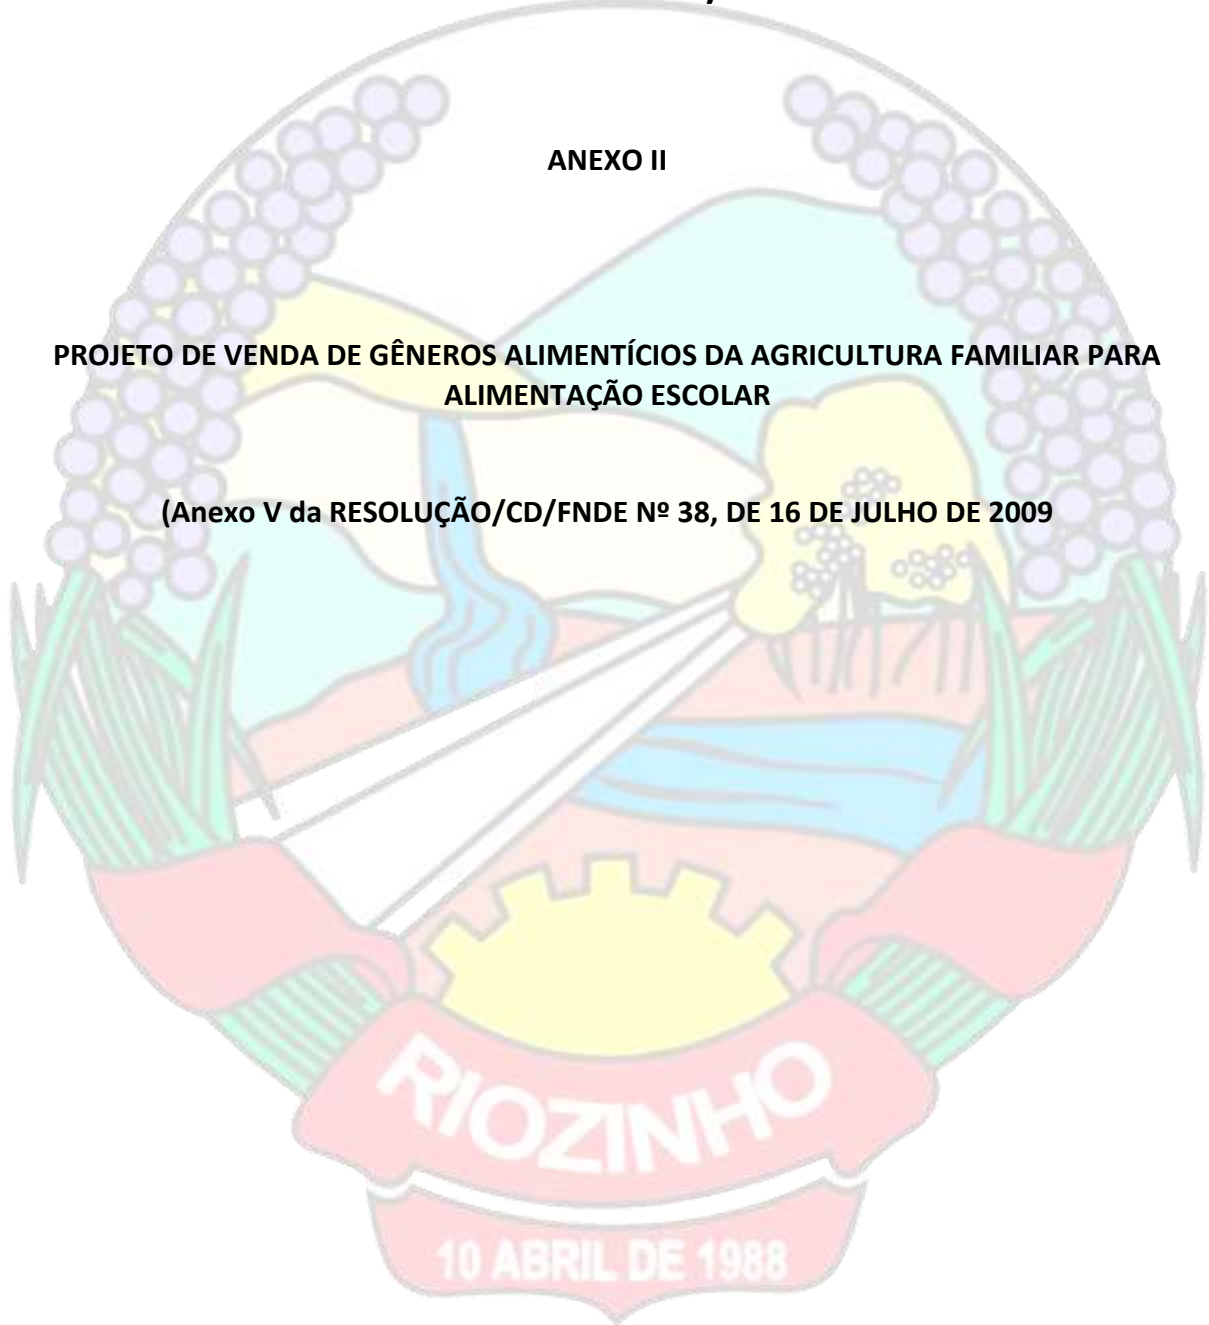 ANEXO II
PROJETO DE VENDA DE GÊNEROS ALIMENTÍCIOS DA AGRICULTURA FAMILIAR PARA
ALIMENTAÇÃO ESCOLAR
(Anexo V da RESOLUÇÃO/CD/FNDE Nº 38, DE 16 DE JULHO DE 2009
RIOZINHO
10 ABRIL DE 1988